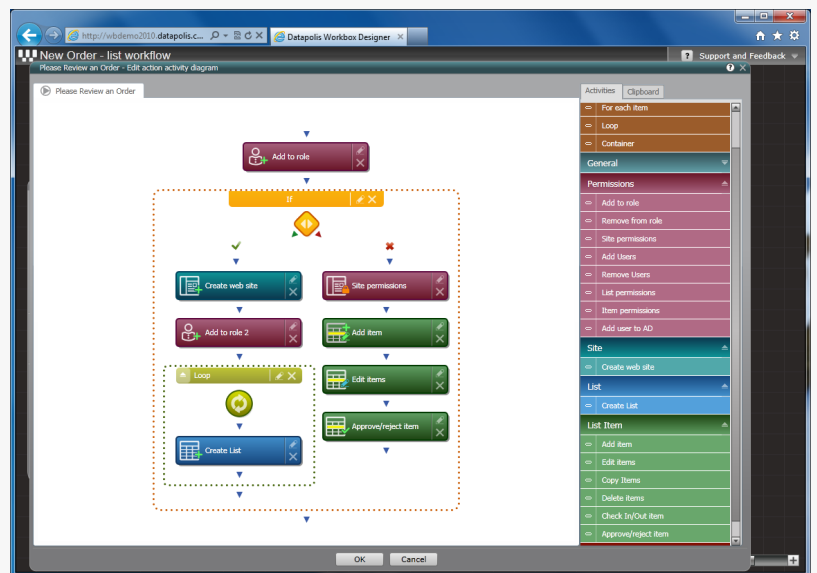 http://wbdemo2010.datapolis.c...
Datapolis Workbox Designer
New Order - list workflow
Support and Feedback
Please Review an Order - Edit action activity diagram
Please Review an Order
Activities
Clipboard
Add to role
If
Create web site
Site permissions
Add to role 2
Add item
Loop
Edit items
Create List
Approve/reject item
For each item
Loop
Container
General
Permissions
Add to role
Remove from role
Site permissions
Add Users
Remove Users
List permissions
Item permissions
Add user to AD
Site
Create web site
List
Create List
List Item
Add item
Edit items
Copy Items
Delete items
Check In/Out item
Approve/reject item
OK
Cancel